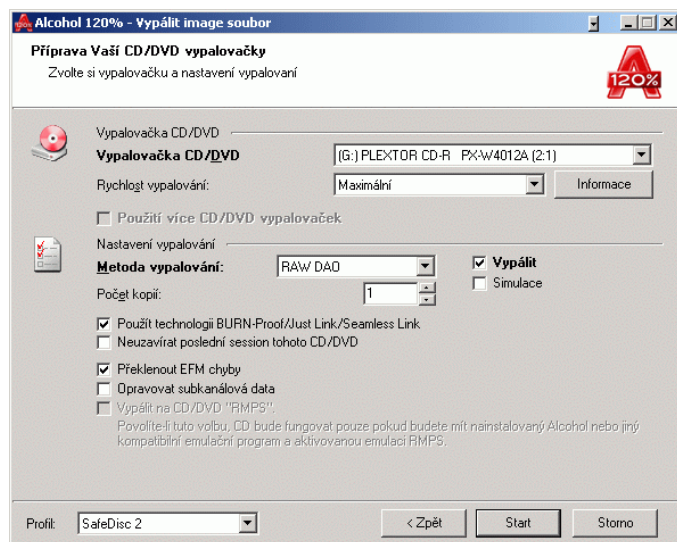 Alcohol 120% - Vypálit image soubor
Příprava Vaší CD/DVD vypalovačky
Zvolte si vypalovačku a nastavení vypalovaní
120%
Vypalovačka CD/DVD
Vypalovačka CD/DVD
(G:) PLEXTOR CD-R PX-W4012A (2:1)
Rychlost vypalování:
Maximální
Informace
Použití více CD/DVD vypalovaček
Nastavení vypalování
Metoda vypalování:
RAW DAO
Vypálit
Počet kopií:
1
Simulace
Použít technologii BURN-Proof/Just Link/Seamless Link
Neuzavírat poslední session tohoto CD/DVD
Překlenout EFM chyby
Opravovat subkanálová data
Vypálit na CD/DVD "RMPS".
Povolíte-li tuto volbu, CD bude fungovat pouze pokud budete mít nainstalovaný Alcohol nebo jiný
kompatibilní emulační program a aktivovanou emulaci RMPS.
Profil:
SafeDisc 2
< Zpět
Start
Storno